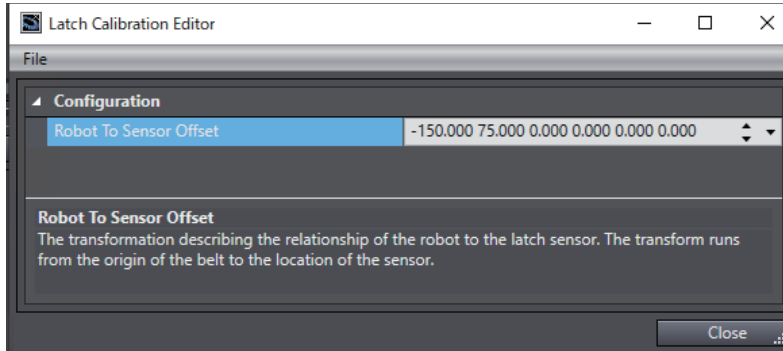 Latch Calibration Editor
File
Configuration
Robot To Sensor Offset
-150.000 75.000 0.000 0.000 0.000 0.000
Robot To Sensor Offset
The transformation describing the relationship of the robot to the latch sensor. The transform runs
from the origin of the belt to the location of the sensor.
Close